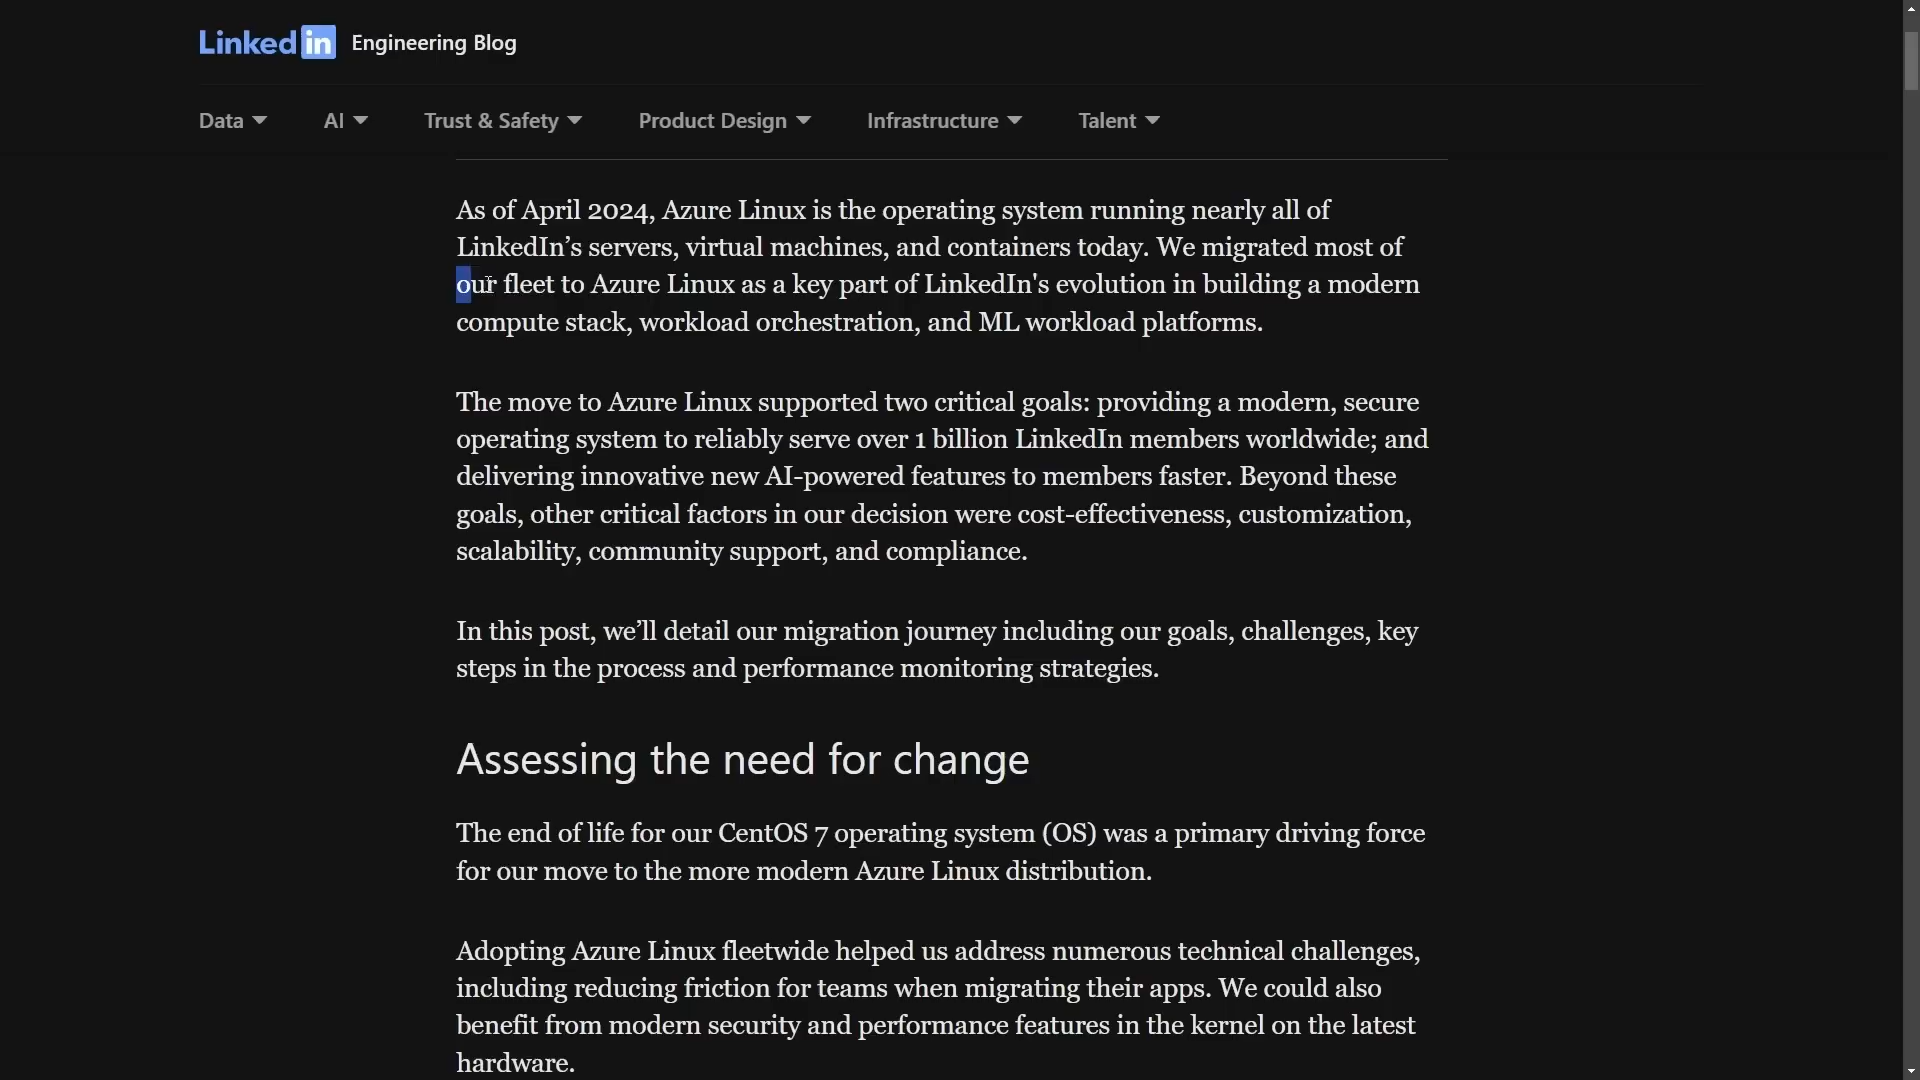 LinkedIn Engineering Blog
Data AI Trust & Safety Product Design Infrastructure Talent
As of April 2024, Azure Linux is the operating system running nearly all of
LinkedIn’s servers, virtual machines, and containers today. We migrated most of
our fleet to Azure Linux as a key part of LinkedIn's evolution in building a modern
compute stack, workload orchestration, and ML workload platforms.
The move to Azure Linux supported two critical goals: providing a modern, secure
operating system to reliably serve over 1 billion LinkedIn members worldwide; and
delivering innovative new AI-powered features to members faster. Beyond these
goals, other critical factors in our decision were cost-effectiveness, customization,
scalability, community support, and compliance.
In this post, we’ll detail our migration journey including our goals, challenges, key
steps in the process and performance monitoring strategies.
Assessing the need for change
The end of life for our CentOS 7 operating system (OS) was a primary driving force
for our move to the more modern Azure Linux distribution.
Adopting Azure Linux fleetwide helped us address numerous technical challenges,
including reducing friction for teams when migrating their apps. We could also
benefit from modern security and performance features in the kernel on the latest
hardware.